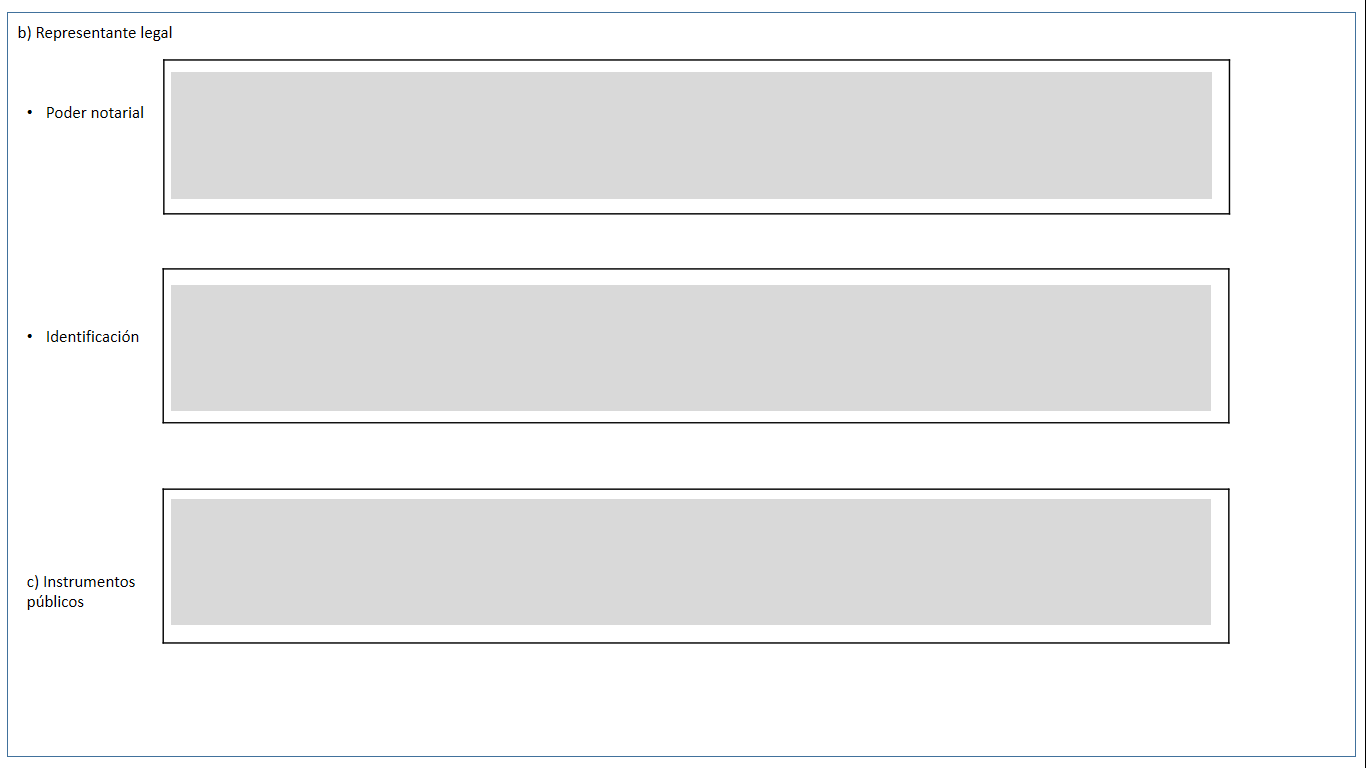 b) Representante legal
• Poder notarial
• Identificación
c) Instrumentos
públicos